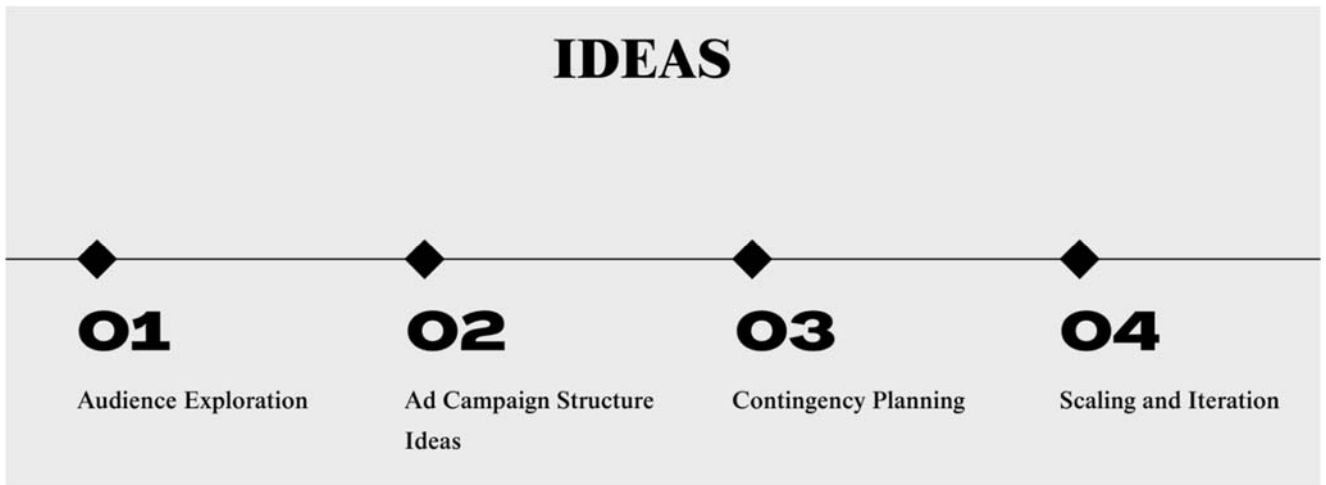 IDEAS
01
Audience Exploration
02
Ad Campaign Structure
Ideas
03
Contingency Planning
04
Scaling and Iteration